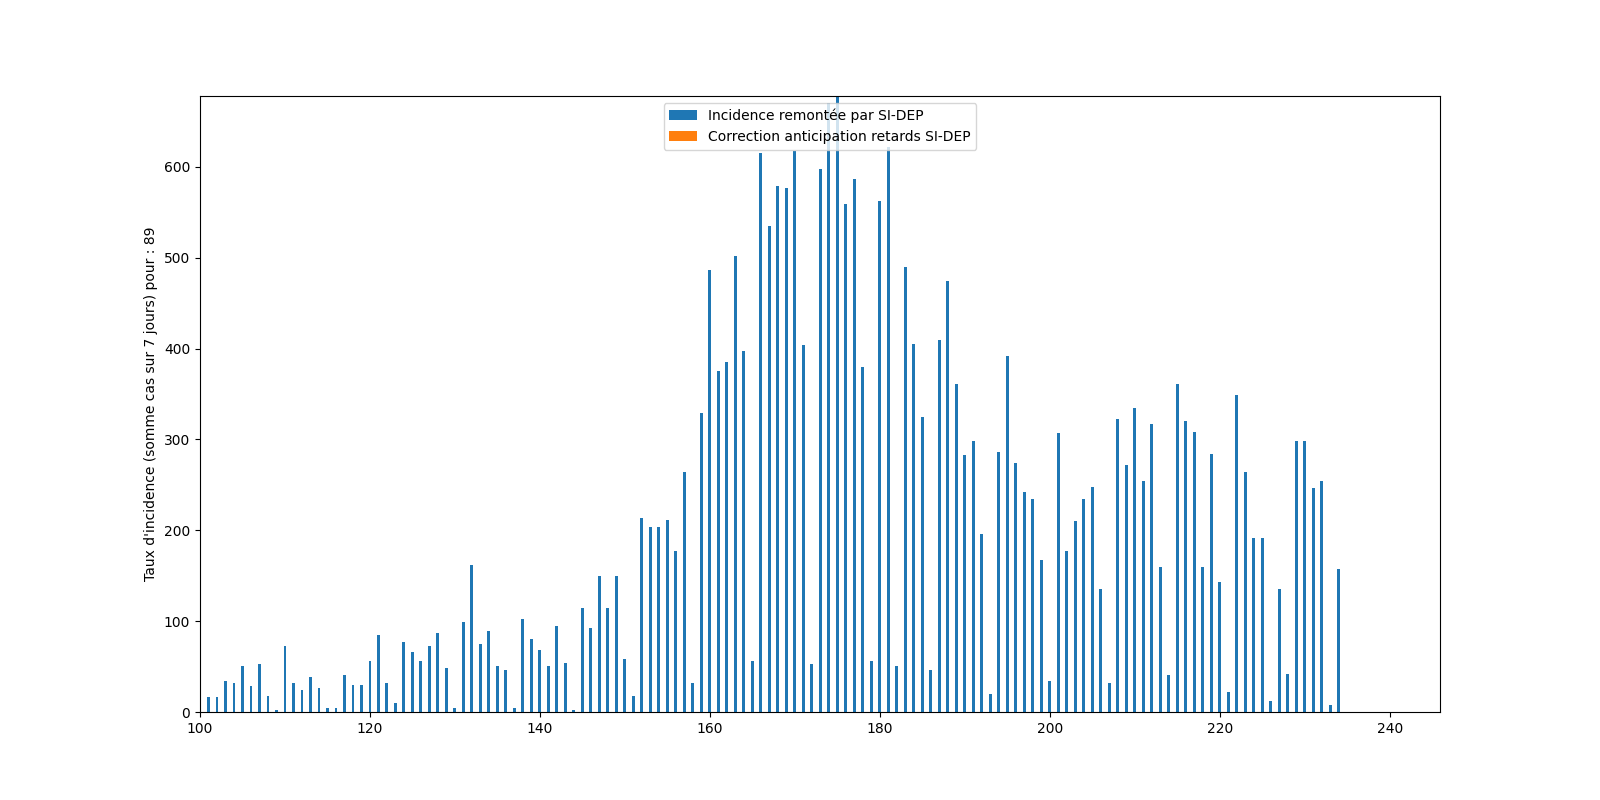 Incidence remontée par SI-DEP
Correction anticipation retards SI-DEP
Taux d'incidence (somme cas sur 7 jours) pour : 89
600
500
400
300
200
100
0
100 120 140 160 180 200 220 240